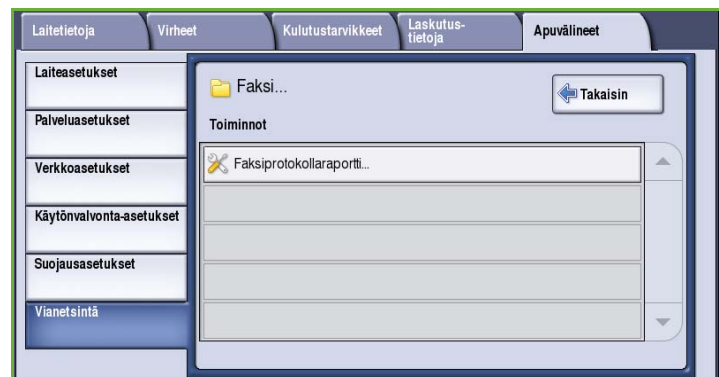 Laitetietoja
Virheet
Kulutustarvikkeet
Laskutus-
tietoja
Apuvälineet
Laiteasetukset
Palveluasetukset
Verkkoasetukset
Käytönvalvonta-asetukset
Suojausasetukset
Vianetsintä
Faksi...
Takaisin
Toiminnot
Faksiprotokollaraportti...